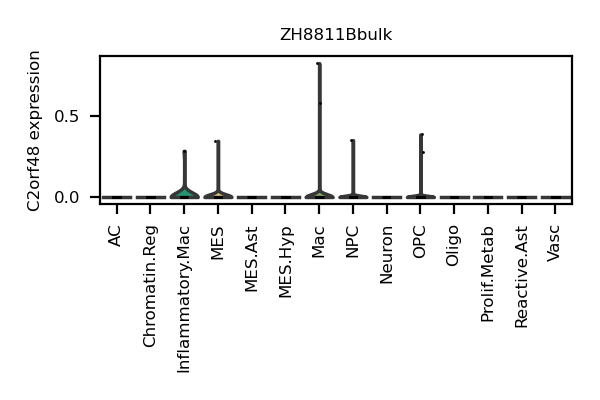 ZH8811Bbulk
C2orf48 expression
0.5
0.0
AC
Chromatin.Reg
Inflammatory.Mac
MES
MES.Ast
MES.Hyp
Mac
NPC
Neuron
OPC
Oligo
Prolif.Metab
Reactive.Ast
Vasc